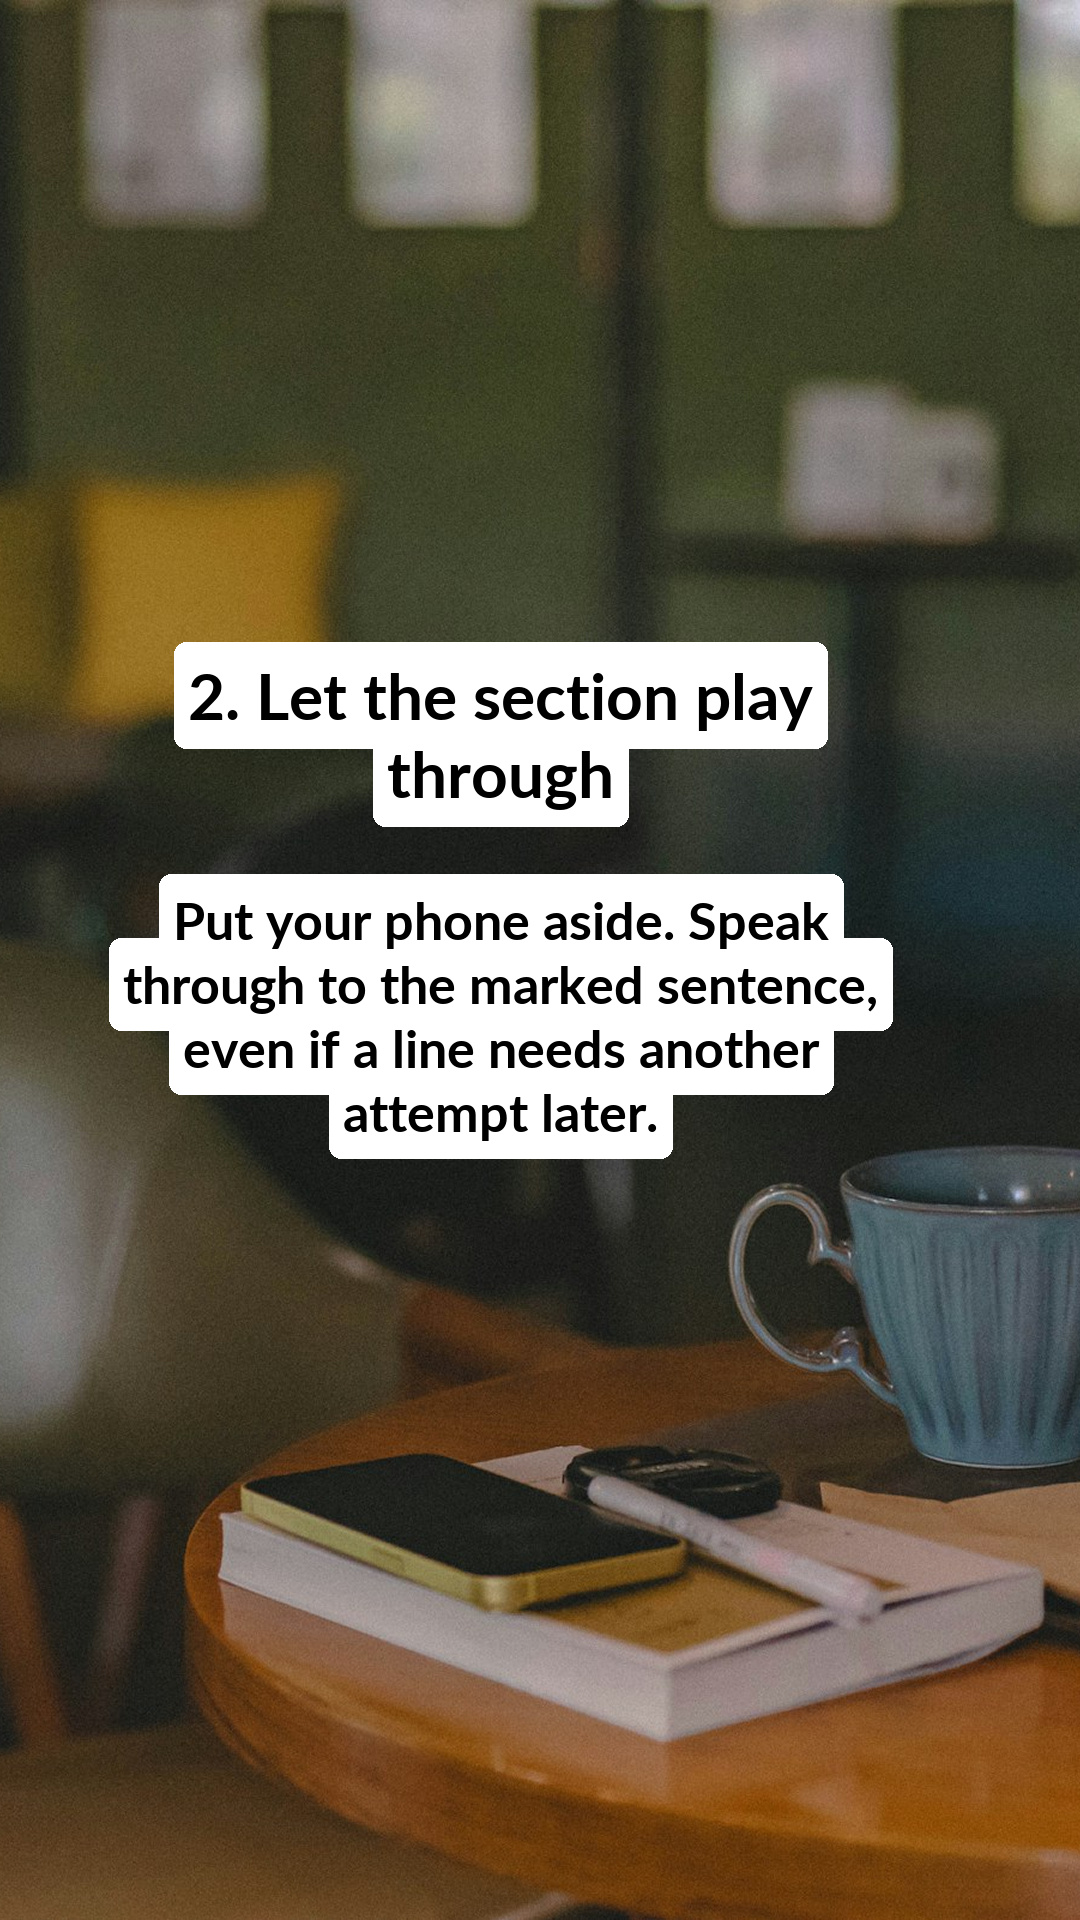 2. Let the section play
through
Put your phone aside. Speak
through to the marked sentence,
even if a line needs another
attempt later.